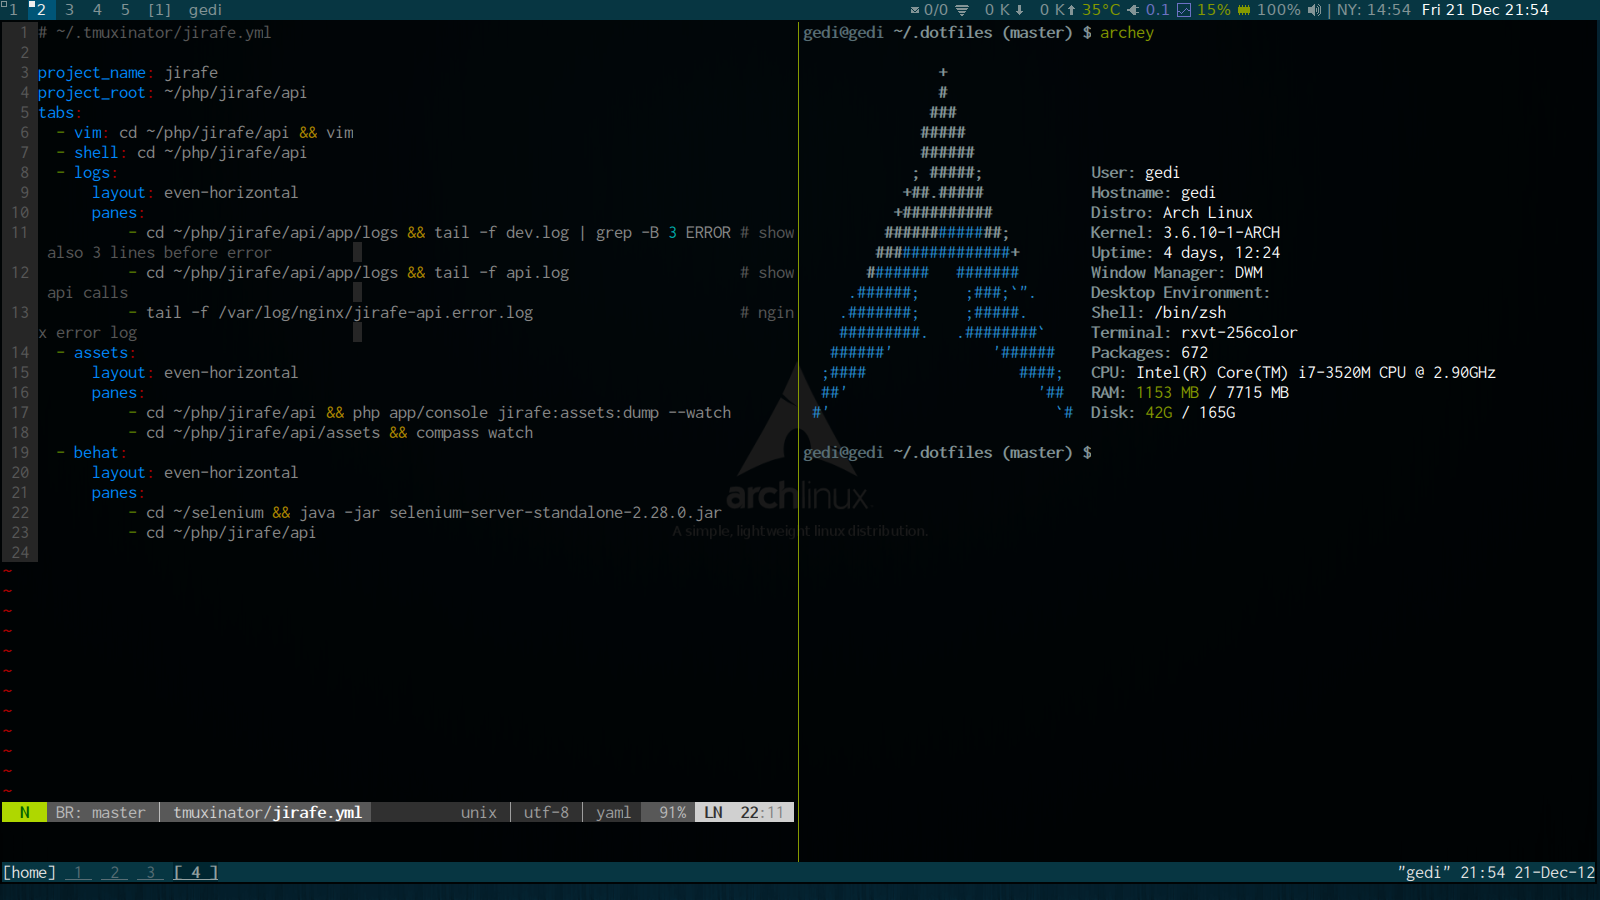 1 2 3 4 5 [1] gedi 0/0 0 K 0 K 35°C 0.1 15% 100% | NY: 14:54 Fri 21 Dec 21:54
1 # ~/.tmuxinator/jirafe.yml
2
3 project_name: jirafe
4 project_root: ~/php/jirafe/api
5 tabs:
6 - vim: cd ~/php/jirafe/api && vim
7 - shell: cd ~/php/jirafe/api
8 - logs:
9 layout: even-horizontal
10 panes:
11 - cd ~/php/jirafe/api/app/logs && tail -f dev.log | grep -B 3 ERROR # show
also 3 lines before error
12 - cd ~/php/jirafe/api/app/logs && tail -f api.log # show
api calls
13 - tail -f /var/log/nginx/jirafe-api.error.log # ngin
x error log
14 - assets:
15 layout: even-horizontal
16 panes:
17 - cd ~/php/jirafe/api && php app/console jirafe:assets:dump --watch
18 - cd ~/php/jirafe/api/assets && compass watch
19 - behat:
20 layout: even-horizontal
21 panes:
22 - cd ~/selenium && java -jar selenium-server-standalone-2.28.0.jar
23 - cd ~/php/jirafe/api
24
~
~
~
~
~
~
~
~
~
~
~
~
N BR: master | tmuxinator/jirafe.yml unix | utf-8 | yaml 91% LN 22:11
gedi@gedi ~/.dotfiles (master) $ archey
+
#
###
#####
######
; #####;
+##.#####
+##########
#############;
###############+
#######   #######
.######;     ;###;`".
.#######;     ;#####.
#########.   .########`
######'           '######
;####                 ####;
##'                     '##
#'                         `#
User: gedi
Hostname: gedi
Distro: Arch Linux
Kernel: 3.6.10-1-ARCH
Uptime: 4 days, 12:24
Window Manager: DWM
Desktop Environment:
Shell: /bin/zsh
Terminal: rxvt-256color
Packages: 672
CPU: Intel(R) Core(TM) i7-3520M CPU @ 2.90GHz
RAM: 1153 MB / 7715 MB
Disk: 42G / 165G
gedi@gedi ~/.dotfiles (master) $
archlinux
A simple, lightweight linux distribution.
[home] 1 2 3 [ 4 ] "gedi" 21:54 21-Dec-12